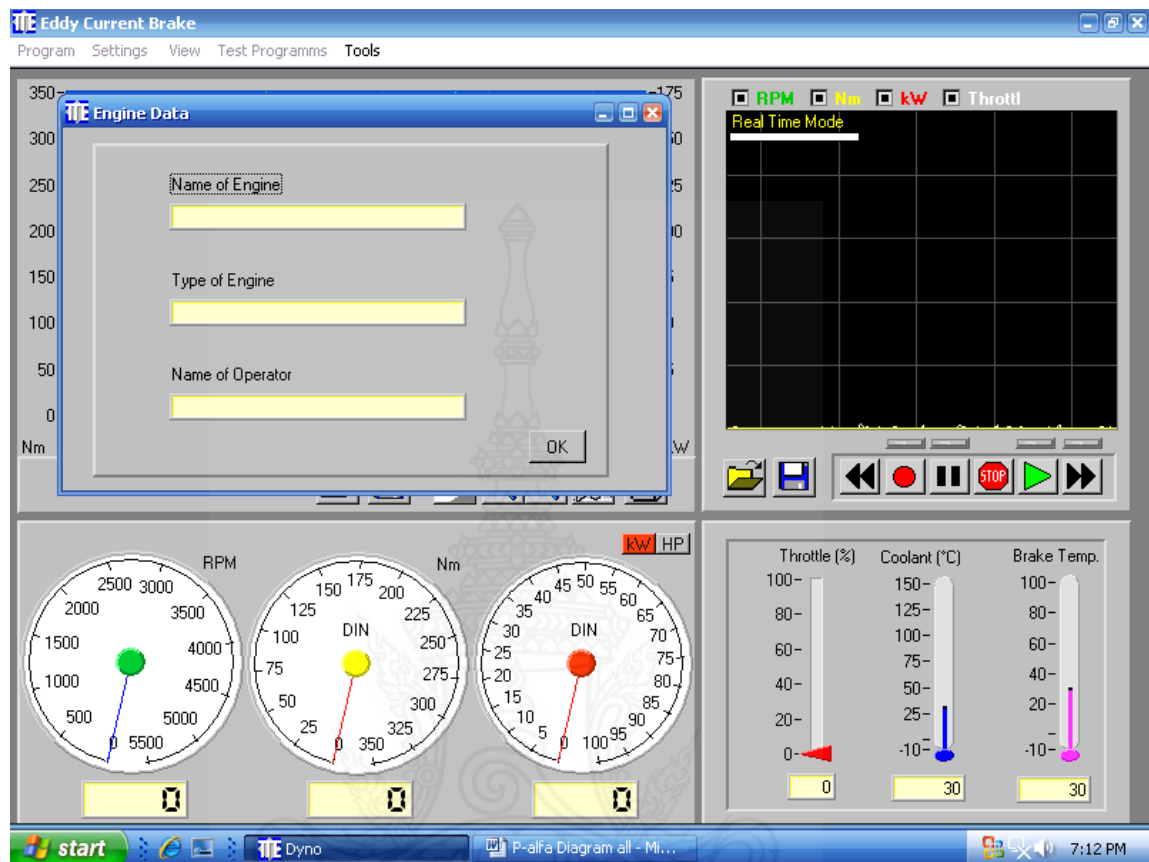 TTE Eddy Current Brake
Program Settings View Test Programms Tools
350 175
300
250
200
150
100
50
0
Nm
TTE Engine Data
Name of Engine
Type of Engine
Name of Operator
OK
RPM Nm kW Throttl
Real Time Mode
STOP
kW HP
RPM
0 500 1000 1500 2000 2500 3000 3500 4000 4500 5000 5500
0
Nm
DIN
0 25 50 75 100 125 150 175 200 225 250 275 300 325 350
0
DIN
0 5 10 15 20 25 30 35 40 45 50 55 60 65 70 75 80 85 90 95 100
0
Throttle (%)
100
80
60
40
20
0
0
Coolant (°C)
150
125
100
75
50
25
-10
30
Brake Temp.
100
80
60
40
20
-10
30
start TTE Dyno P-alfa Diagram all - Mi... 7:12 PM